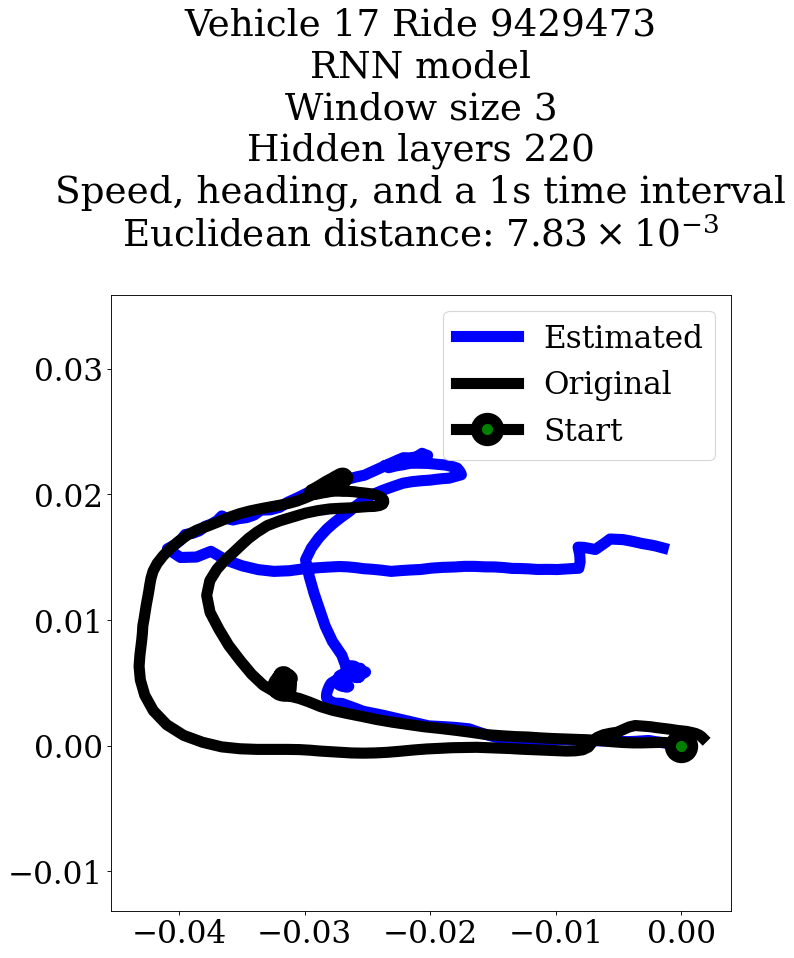 Vehicle 17 Ride 9429473
RNN model
Window size 3
Hidden layers 220
Speed, heading, and a 1s time interval
Euclidean distance: 7.83 × 10⁻³
Estimated
Original
Start
0.03
0.02
0.01
0.00
−0.01
−0.04 −0.03 −0.02 −0.01 0.00